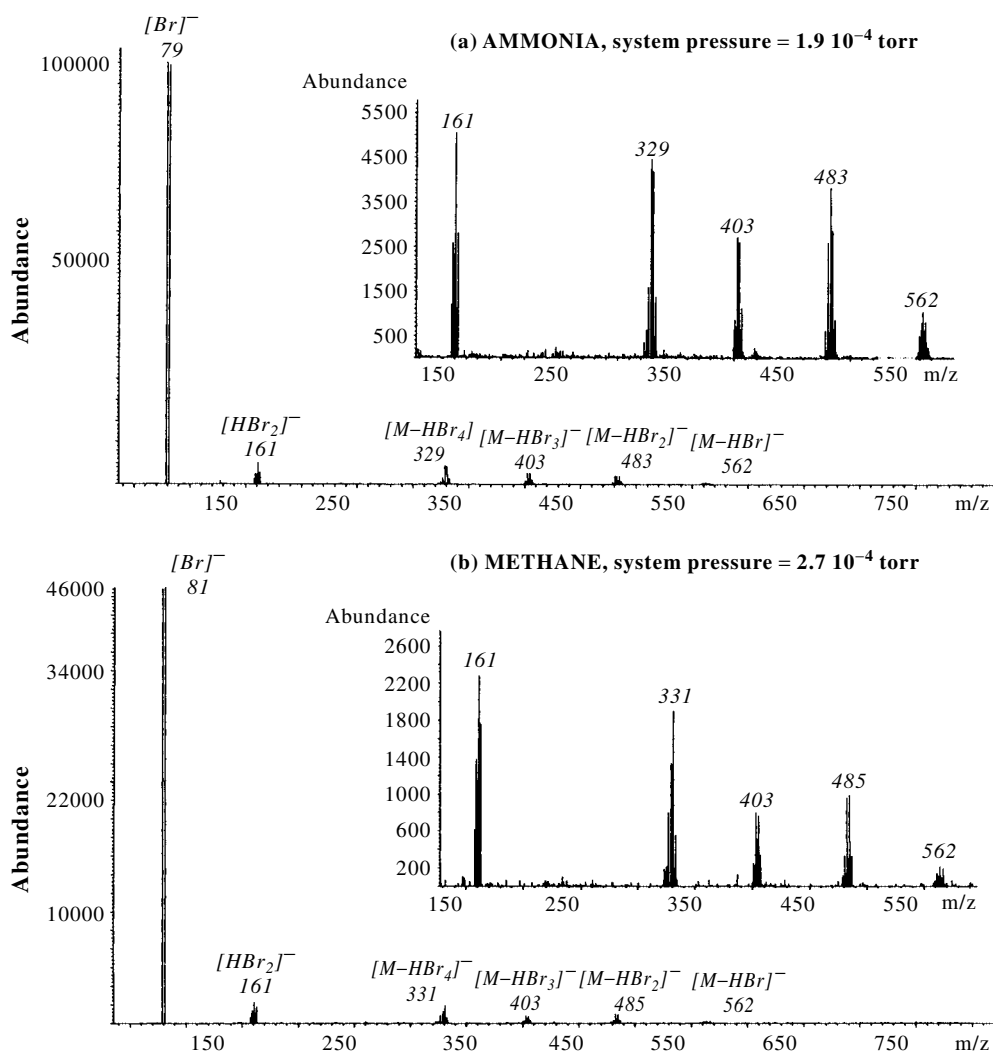 [Br]⁻
79
(a) AMMONIA, system pressure = 1.9 10⁻⁴ torr
100000
50000
Abundance
Abundance
5500
4500
3500
2500
1500
500
161
329
403
483
562
150 250 350 450 550 m/z
[HBr₂]⁻
161
[M–HBr₄]
329
[M–HBr₃]⁻
403
[M–HBr₂]⁻
483
[M–HBr]⁻
562
150 250 350 450 550 650 750 m/z
[Br]⁻
81
(b) METHANE, system pressure = 2.7 10⁻⁴ torr
46000
34000
22000
10000
Abundance
Abundance
2600
2200
1800
1400
1000
600
200
161
331
403
485
562
150 250 350 450 550 m/z
[HBr₂]⁻
161
[M–HBr₄]⁻
331
[M–HBr₃]⁻
403
[M–HBr₂]⁻
485
[M–HBr]⁻
562
150 250 350 450 550 650 750 m/z